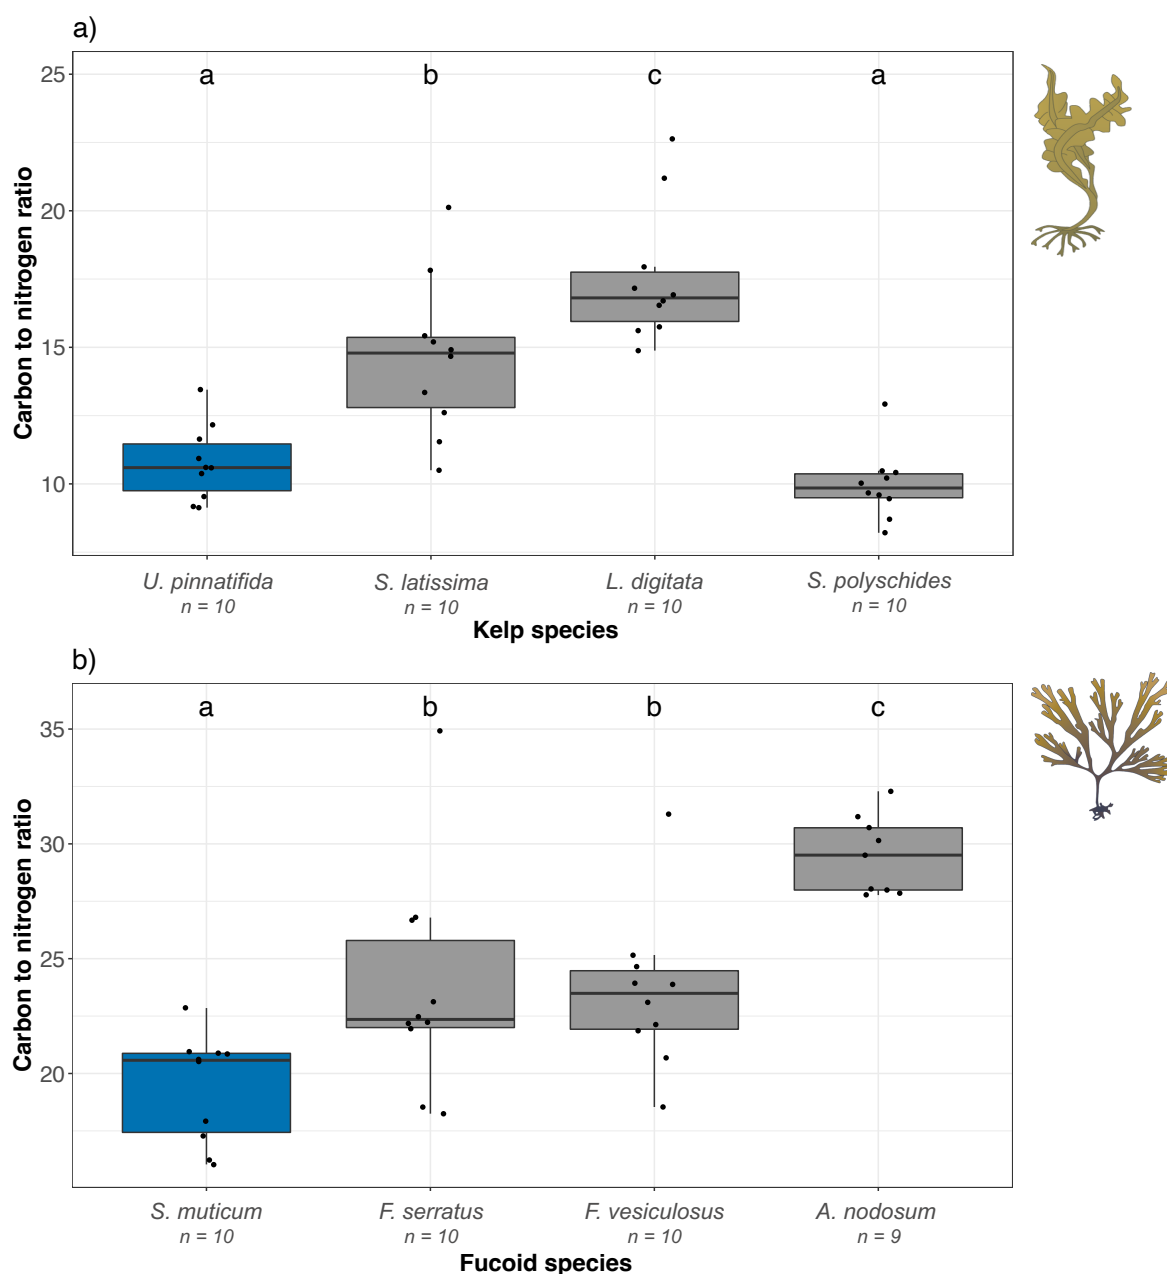 a)
25
20
15
10
Carbon to nitrogen ratio
a b c a
U. pinnatifida S. latissima L. digitata S. polyschides
n = 10 n = 10 n = 10 n = 10
Kelp species
b)
35
30
25
20
Carbon to nitrogen ratio
a b b c
S. muticum F. serratus F. vesiculosus A. nodosum
n = 10 n = 10 n = 10 n = 9
Fucoid species